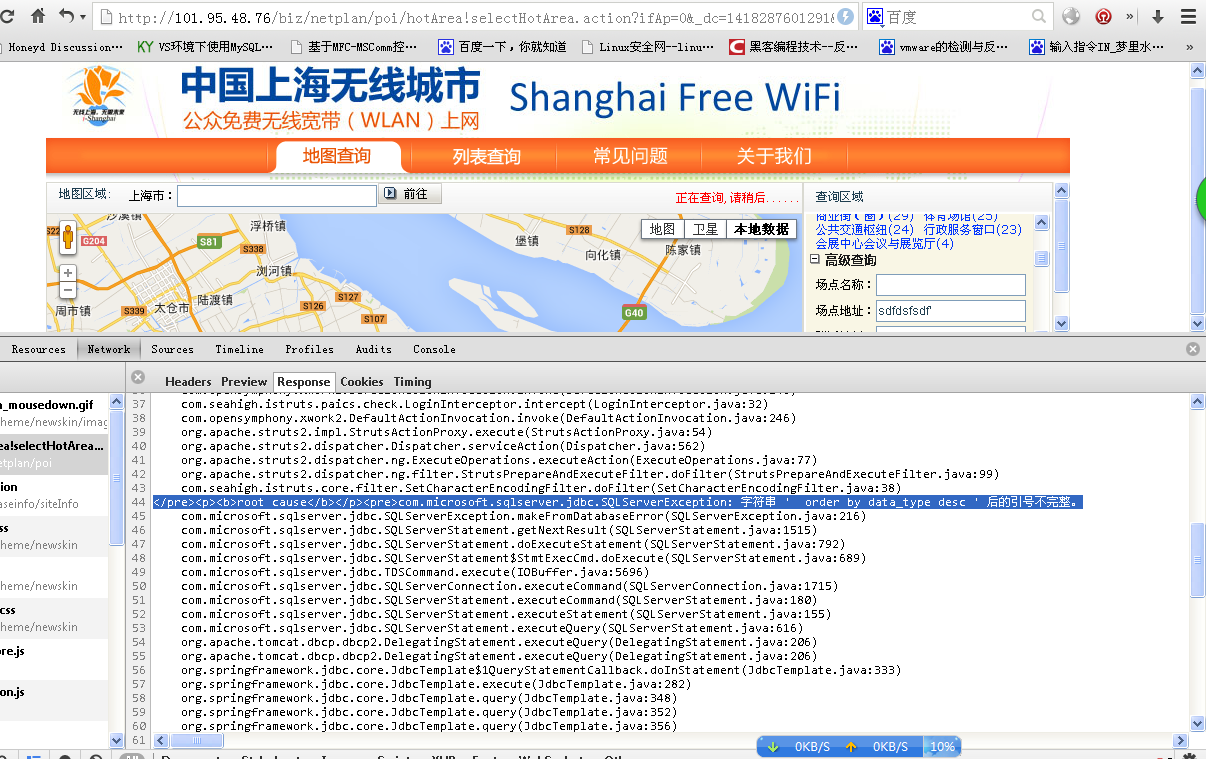 http://101.95.48.76/biz/netplan/poi/hotArea!selectHotArea.action?ifAp=0&_dc=1418287601291
百度
Hongyd Discussion…
KY VS环境下使用MySQL…
基于MFC-MSComm控…
百度一下，你就知道
Linux安全网--linu…
黑客编程技术--反…
vmware的检测与反…
输入指令IN_梦里水…
»
中国上海无线城市
公众免费无线宽带（WLAN）上网
Shanghai Free WiFi
i-Shanghai
地图查询
列表查询
常见问题
关于我们
地图区域:
上海市：
前往
正在查询, 请稍后. . . . . .
查询区域
沙溪镇
浮桥镇
G204
S81
S338
浏河镇
陆渡镇
太仓市
周市镇
S339
S126
S127
S107
S128
堡镇
向化镇
陈家镇
G40
地图
卫星
本地数据
商业街（圈）(29) 体育场馆(25)
公共交通枢纽(24) 行政服务窗口(23)
会展中心会议与展览厅(4)
高级查询
场点名称：
场点地址：
sdfdsfsdf'
Resources
Network
Sources
Timeline
Profiles
Audits
Console
Headers
Preview
Response
Cookies
Timing
n_mousedown.gif
heme/newskin/imag
ea!selectHotArea...
etplan/poi
ion
aseinfo/siteInfo
ss
heme/newskin
heme/newskin
css
heme/newskin
ore.js
on.js
37 com.seahigh.istruts.paics.check.LoginInterceptor.intercept(LoginInterceptor.java:32)
38 com.opensymphony.xwork2.DefaultActionInvocation.invoke(DefaultActionInvocation.java:246)
39 org.apache.struts2.impl.StrutsActionProxy.execute(StrutsActionProxy.java:54)
40 org.apache.struts2.dispatcher.Dispatcher.serviceAction(Dispatcher.java:562)
41 org.apache.struts2.dispatcher.ng.ExecuteOperations.executeAction(ExecuteOperations.java:77)
42 org.apache.struts2.dispatcher.ng.filter.StrutsPrepareAndExecuteFilter.doFilter(StrutsPrepareAndExecuteFilter.java:99)
43 com.seahigh.istruts.core.filter.SetCharacterEncodingFilter.doFilter(SetCharacterEncodingFilter.java:38)
44 </pre><p><b>root cause</b></p><pre>com.microsoft.sqlserver.jdbc.SQLServerException: 字符串 '  order by data_type desc ' 后的引号不完整。
45 com.microsoft.sqlserver.jdbc.SQLServerException.makeFromDatabaseError(SQLServerException.java:216)
46 com.microsoft.sqlserver.jdbc.SQLServerStatement.getNextResult(SQLServerStatement.java:1515)
47 com.microsoft.sqlserver.jdbc.SQLServerStatement.doExecuteStatement(SQLServerStatement.java:792)
48 com.microsoft.sqlserver.jdbc.SQLServerStatement$StmtExecCmd.doExecute(SQLServerStatement.java:689)
49 com.microsoft.sqlserver.jdbc.TDSCommand.execute(IOBuffer.java:5696)
50 com.microsoft.sqlserver.jdbc.SQLServerConnection.executeCommand(SQLServerConnection.java:1715)
51 com.microsoft.sqlserver.jdbc.SQLServerStatement.executeCommand(SQLServerStatement.java:180)
52 com.microsoft.sqlserver.jdbc.SQLServerStatement.executeStatement(SQLServerStatement.java:155)
53 com.microsoft.sqlserver.jdbc.SQLServerStatement.executeQuery(SQLServerStatement.java:616)
54 org.apache.tomcat.dbcp.dbcp2.DelegatingStatement.executeQuery(DelegatingStatement.java:206)
55 org.apache.tomcat.dbcp.dbcp2.DelegatingStatement.executeQuery(DelegatingStatement.java:206)
56 org.springframework.jdbc.core.JdbcTemplate$1QueryStatementCallback.doInStatement(JdbcTemplate.java:333)
57 org.springframework.jdbc.core.JdbcTemplate.execute(JdbcTemplate.java:282)
58 org.springframework.jdbc.core.JdbcTemplate.query(JdbcTemplate.java:348)
59 org.springframework.jdbc.core.JdbcTemplate.query(JdbcTemplate.java:352)
60 org.springframework.jdbc.core.JdbcTemplate.query(JdbcTemplate.java:356)
61
0KB/S
0KB/S
10%